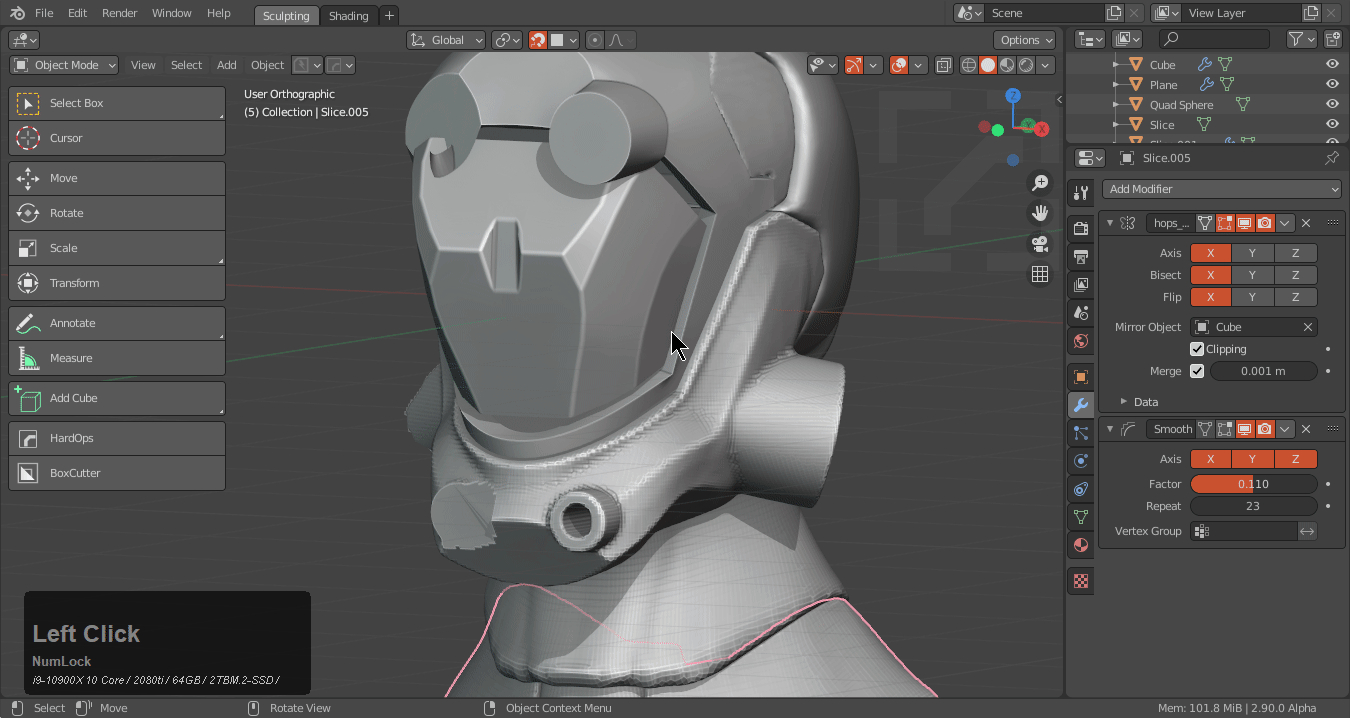 File Edit Render Window Help Sculpting Shading + Scene View Layer
Global Options
Object Mode View Select Add Object
User Orthographic
(5) Collection | Slice.005
Select Box
Cursor
Move
Rotate
Scale
Transform
Annotate
Measure
Add Cube
HardOps
BoxCutter
Z
Y
X
Cube
Plane
Quad Sphere
Slice
Slice.005
Add Modifier
hops_...
Axis X Y Z
Bisect X Y Z
Flip X Y Z
Mirror Object Cube
Clipping
Merge 0.001 m
Data
Smooth
Axis X Y Z
Factor 0.110
Repeat 23
Vertex Group
Left Click
NumLock
i9-10900X 10 Core / 2080ti / 64GB / 2TBM.2-SSD /
Select Move Rotate View Object Context Menu Mem: 101.8 MiB | 2.90.0 Alpha